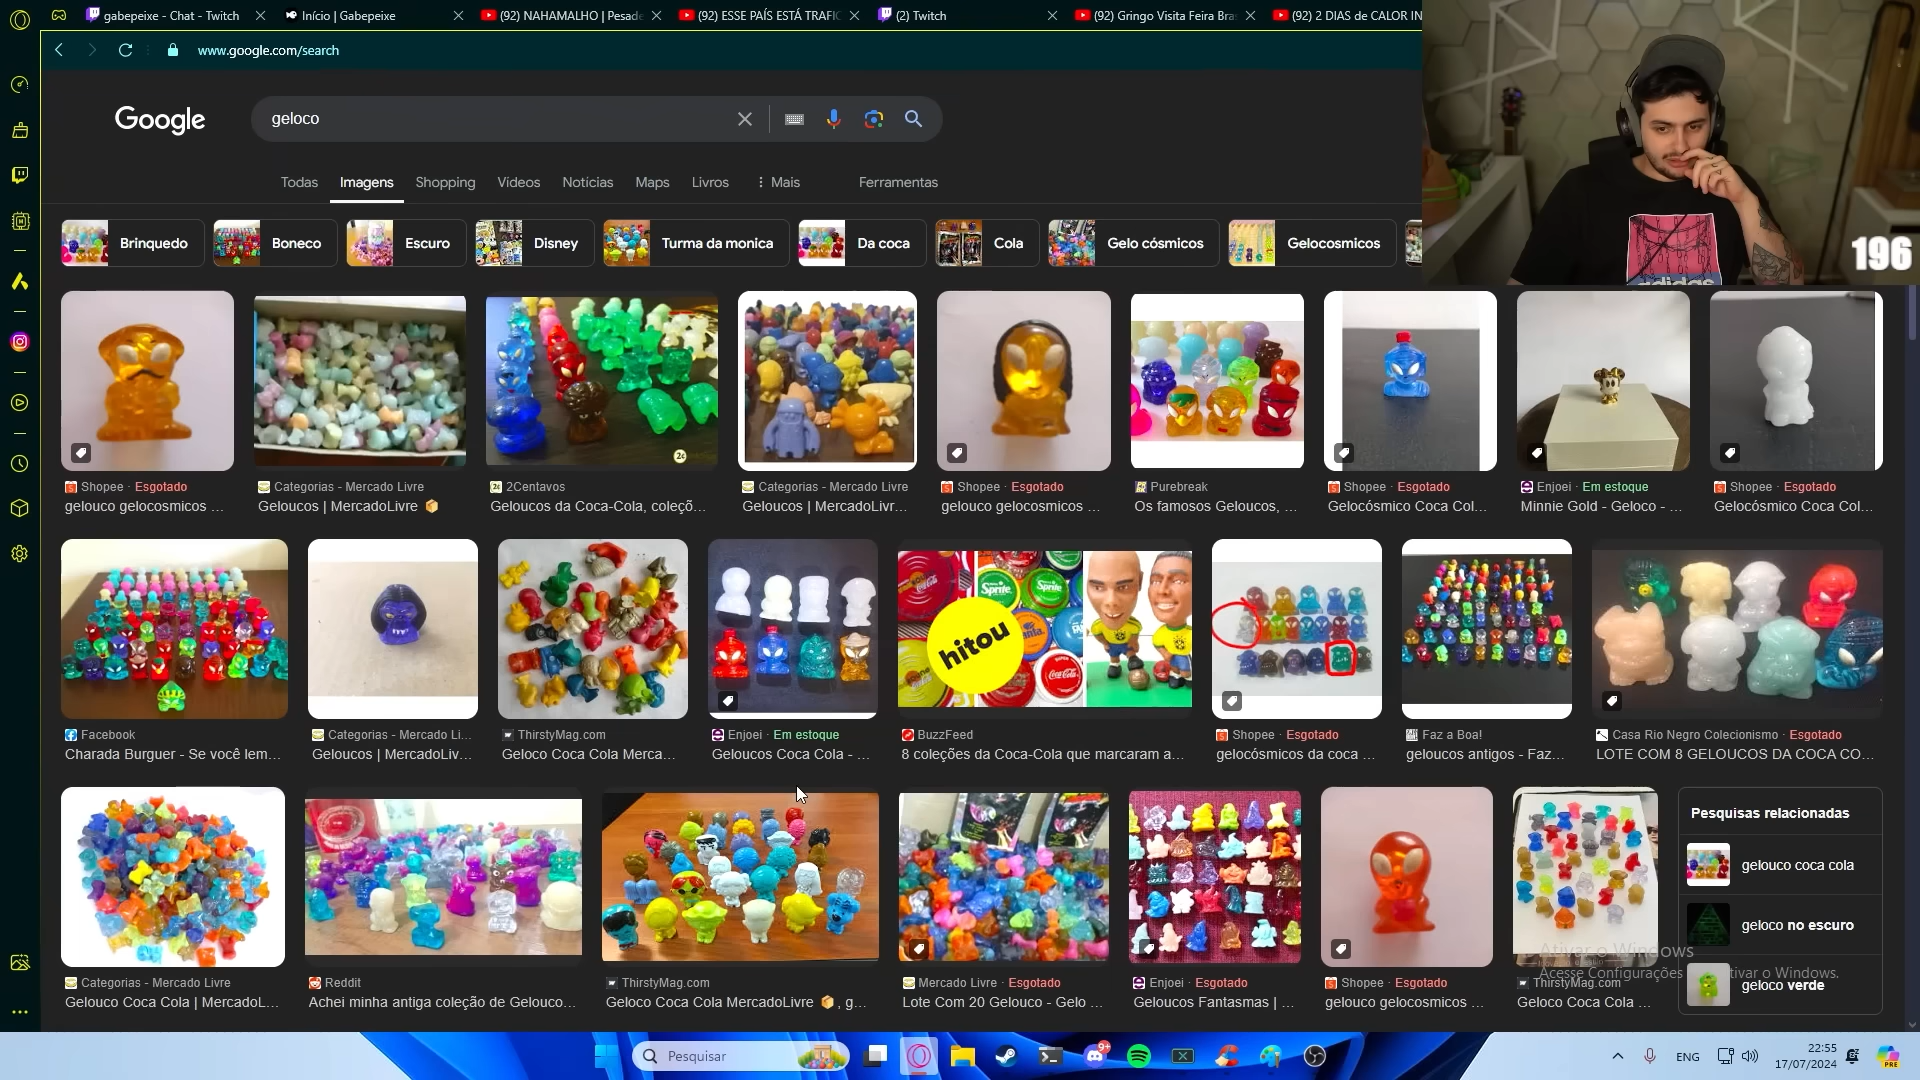 gabepeixe - Chat - Twitch
Início | Gabepeixe
(92) NAHAMALHO | Pesade
(92) ESSE PAÍS ESTÁ TRAFIC
(2) Twitch
(92) Gringo Visita Feira Bra
(92) 2 DIAS de CALOR IN
www.google.com/search
Google
geloco
Todas
Imagens
Shopping
Vídeos
Notícias
Maps
Livros
Mais
Ferramentas
Brinquedo
Boneco
Escuro
Disney
Turma da monica
Da coca
Cola
Gelo cósmicos
Gelocosmicos
196
adidas
Shopee · Esgotado
gelouco gelocosmicos ...
Categorias - Mercado Livre
Geloucos | MercadoLivre 📦
2¢
2Centavos
Geloucos da Coca-Cola, coleçõ...
Categorias - Mercado Livre
Geloucos | MercadoLivr...
Shopee · Esgotado
gelouco gelocosmicos ...
Purebreak
Os famosos Geloucos, ...
Shopee · Esgotado
Gelocósmico Coca Col...
Enjoei · Em estoque
Minnie Gold - Geloco - ...
Shopee · Esgotado
Gelocósmico Coca Col...
Facebook
Charada Burguer - Se você lem...
Categorias - Mercado Li...
Geloucos | MercadoLiv...
ThirstyMag.com
Geloco Coca Cola Merca...
Enjoei · Em estoque
Geloucos Coca Cola - ...
hitou
Sprite
Coca-Cola
BuzzFeed
8 coleções da Coca-Cola que marcaram a...
Shopee · Esgotado
gelocósmicos da coca ...
Faz a Boa!
geloucos antigos - Faz...
Casa Rio Negro Colecionismo · Esgotado
LOTE COM 8 GELOUCOS DA COCA CO...
Categorias - Mercado Livre
Gelouco Coca Cola | MercadoL...
Reddit
Achei minha antiga coleção de Gelouco...
ThirstyMag.com
Geloco Coca Cola MercadoLivre 📦, g...
Mercado Livre · Esgotado
Lote Com 20 Gelouco - Gelo ...
Enjoei · Esgotado
Geloucos Fantasmas | ...
Shopee · Esgotado
gelouco gelocosmicos ...
ThirstyMag.com
Geloco Coca Cola ...
Pesquisas relacionadas
gelouco coca cola
geloco no escuro
geloco verde
Ativar o Windows
Acesse Configurações
tivar o Windows.
Pesquisar
9+
ENG
22:55
17/07/2024
PRE